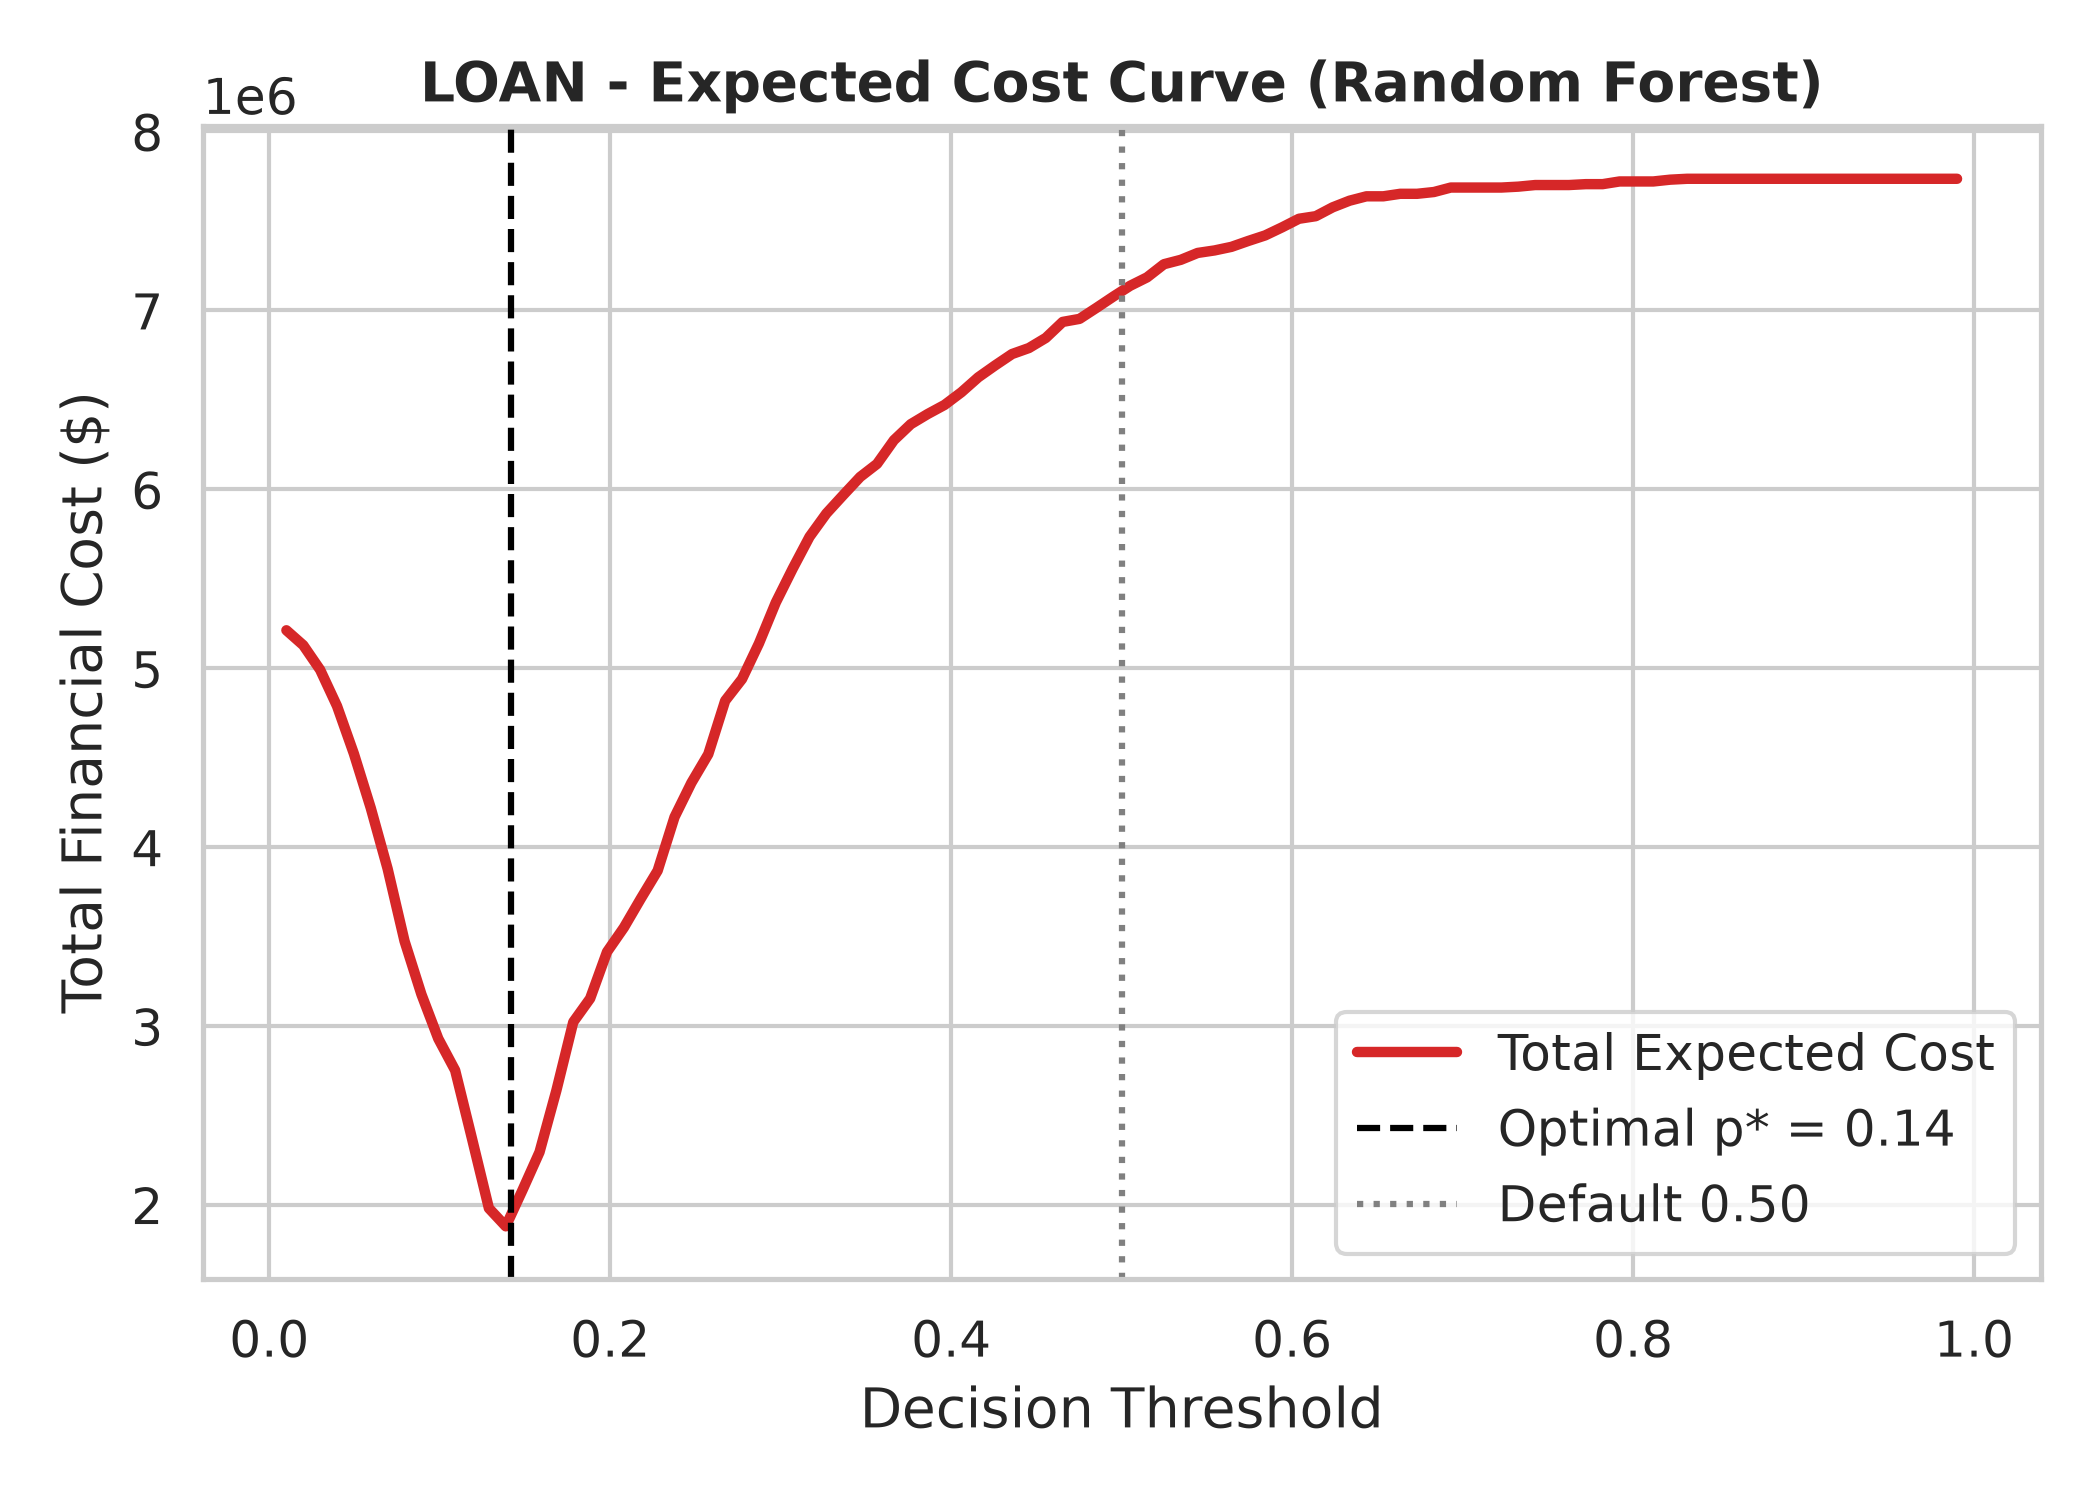 LOAN - Expected Cost Curve (Random Forest)
1e6
8
7
6
5
4
3
2
Total Financial Cost ($)
Total Expected Cost
Optimal p* = 0.14
Default 0.50
0.0 0.2 0.4 0.6 0.8 1.0
Decision Threshold